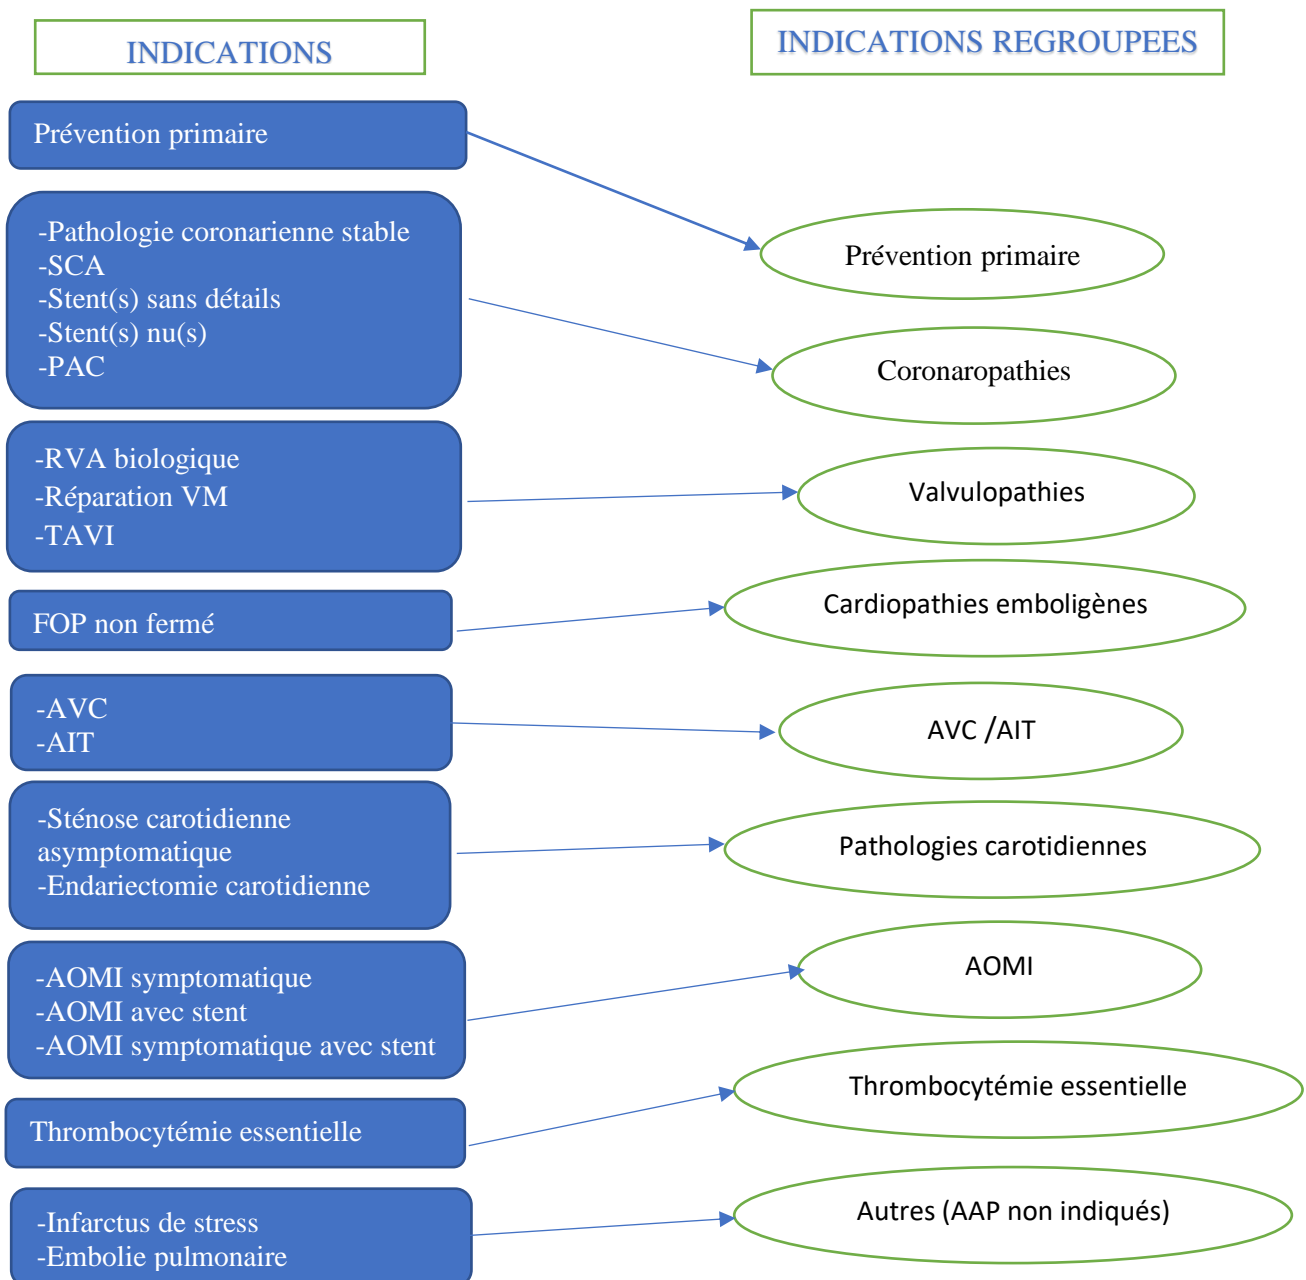 INDICATIONS
INDICATIONS REGROUPEES
Prévention primaire
Prévention primaire
-Pathologie coronarienne stable
-SCA
-Stent(s) sans détails
-Stent(s) nu(s)
-PAC
Coronaropathies
-RVA biologique
-Réparation VM
-TAVI
Valvulopathies
FOP non fermé
Cardiopathies emboligènes
-AVC
-AIT
AVC /AIT
-Sténose carotidienne
asymptomatique
-Endariectomie carotidienne
Pathologies carotidiennes
-AOMI symptomatique
-AOMI avec stent
-AOMI symptomatique avec stent
AOMI
Thrombocytémie essentielle
Thrombocytémie essentielle
-Infarctus de stress
-Embolie pulmonaire
Autres (AAP non indiqués)